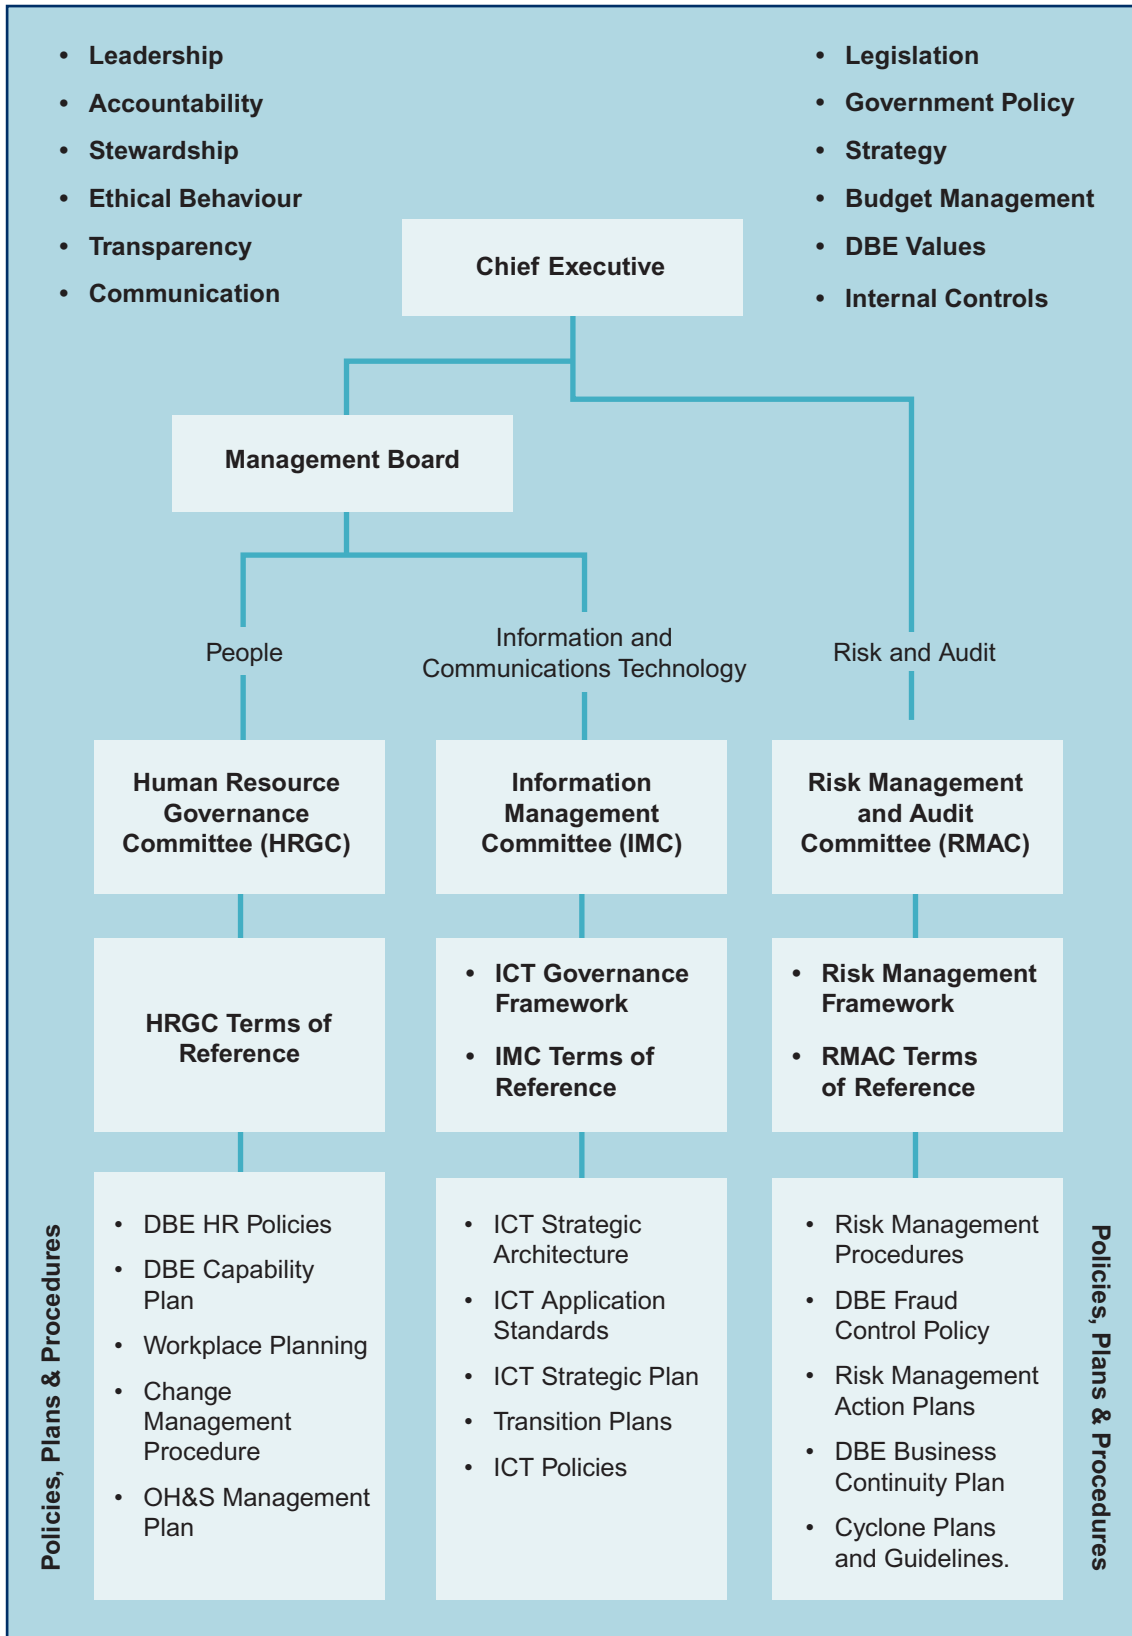 • Leadership
• Accountability
• Stewardship
• Ethical Behaviour
• Transparency
• Communication
• Legislation
• Government Policy
• Strategy
• Budget Management
• DBE Values
• Internal Controls
Chief Executive
Management Board
People
Information and
Communications Technology
Risk and Audit
Human Resource
Governance
Committee (HRGC)
Information
Management
Committee (IMC)
Risk Management
and Audit
Committee (RMAC)
HRGC Terms of
Reference
• ICT Governance
Framework
• IMC Terms of
Reference
• Risk Management
Framework
• RMAC Terms
of Reference
Policies, Plans & Procedures
• DBE HR Policies
• DBE Capability
Plan
• Workplace Planning
• Change
Management
Procedure
• OH&S Management
Plan
• ICT Strategic
Architecture
• ICT Application
Standards
• ICT Strategic Plan
• Transition Plans
• ICT Policies
• Risk Management
Procedures
• DBE Fraud
Control Policy
• Risk Management
Action Plans
• DBE Business
Continuity Plan
• Cyclone Plans
and Guidelines.
Policies, Plans & Procedures